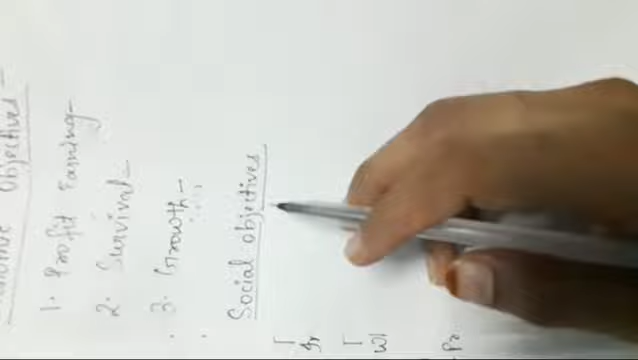 Objectives -
1. Profit Earning -
2. Survival -
3. Growth -
Social objectives